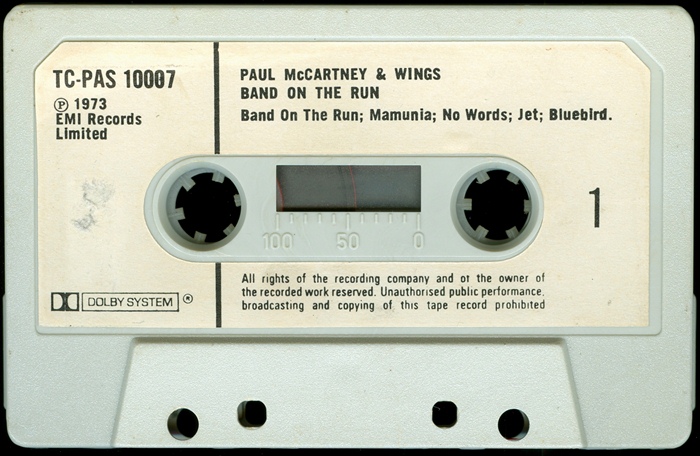 TC-PAS 10007
Ⓟ 1973
EMI Records
Limited
PAUL McCARTNEY & WINGS
BAND ON THE RUN
Band On The Run; Mamunia; No Words; Jet; Bluebird.
1
100 50 0
DOLBY SYSTEM ®
All rights of the recording company and of the owner of
the recorded work reserved. Unauthorised public performance,
broadcasting and copying of this tape record prohibited